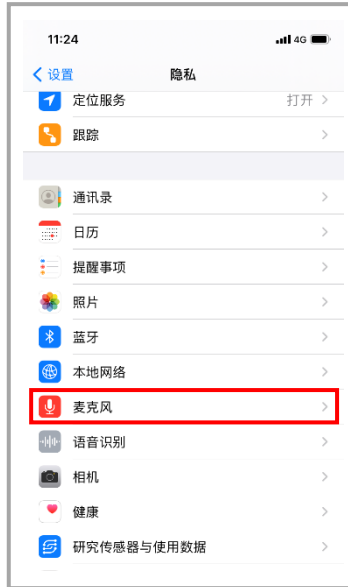 11:24 4G
设置 隐私
定位服务 打开
跟踪
通讯录
日历
提醒事项
照片
蓝牙
本地网络
麦克风
语音识别
相机
健康
研究传感器与使用数据